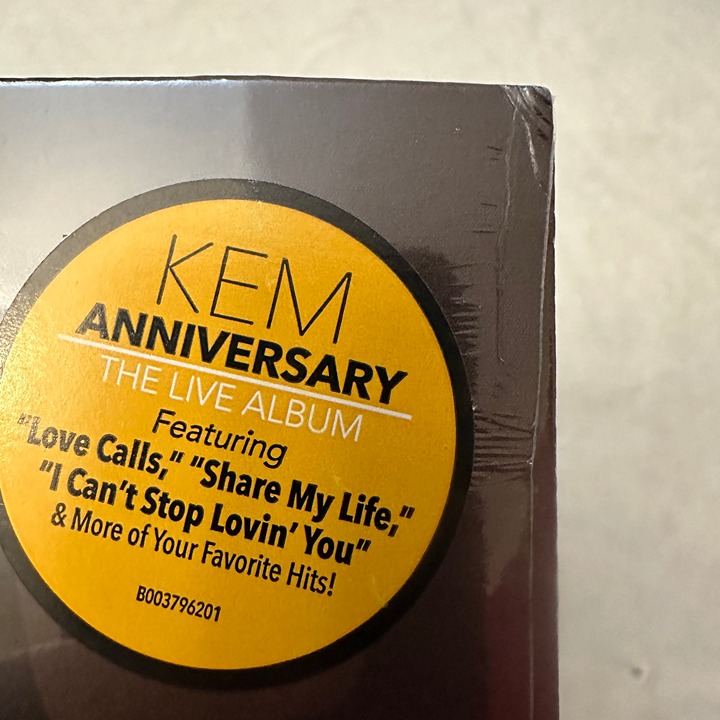 KEM
ANNIVERSARY
THE LIVE ALBUM
Featuring
"Love Calls," "Share My Life,"
"I Can't Stop Lovin' You"
& More of Your Favorite Hits!
B003796201